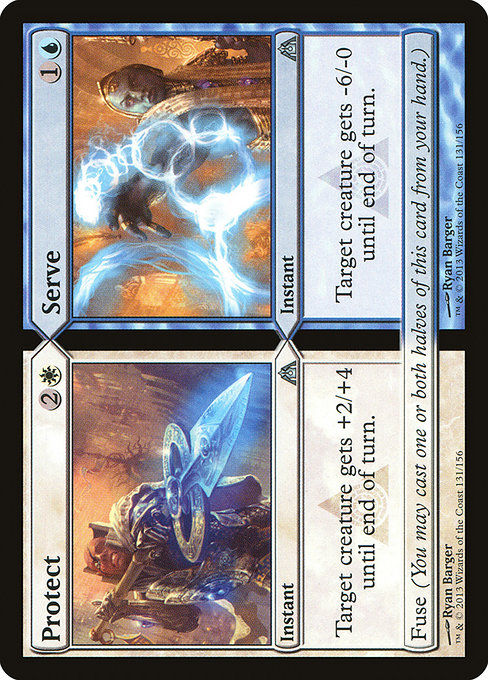 Protect 2
Instant
Target creature gets +2/+4
until end of turn.
Ryan Barger
™ & © 2013 Wizards of the Coast 131/156
Serve 1
Instant
Target creature gets -6/-0
until end of turn.
Fuse (You may cast one or both halves of this card from your hand.)
Ryan Barger
™ & © 2013 Wizards of the Coast 131/156